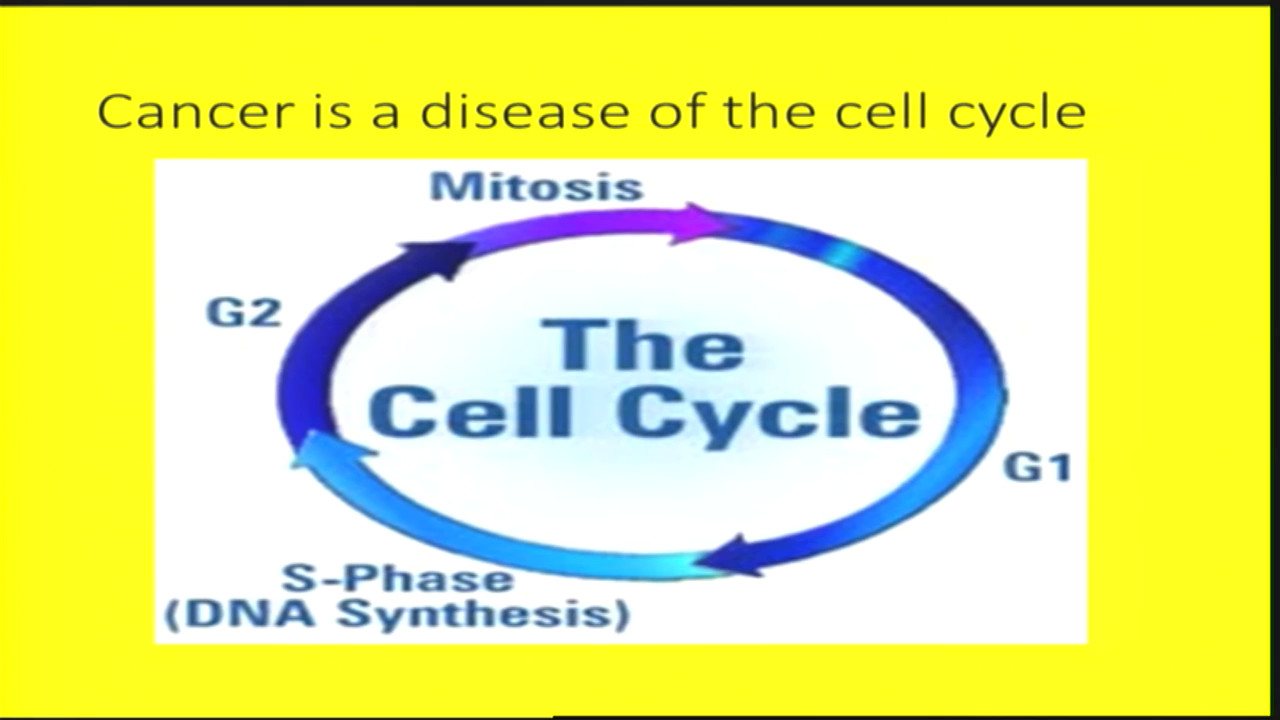 Cancer is a disease of the cell cycle
Mitosis
G2
The
Cell Cycle
G1
S-Phase
(DNA Synthesis)